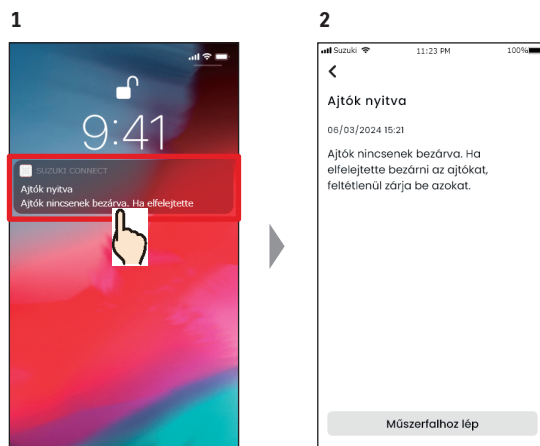 1
9:41
SUZUKI CONNECT
Ajtók nyitva
Ajtók nincsenek bezárva. Ha elfelejtette
2
Suzuki 11:23 PM 100%
Ajtók nyitva
06/03/2024 15:21
Ajtók nincsenek bezárva. Ha
elfelejtette bezárni az ajtókat,
feltétlenül zárja be azokat.
Műszerfalhoz lép